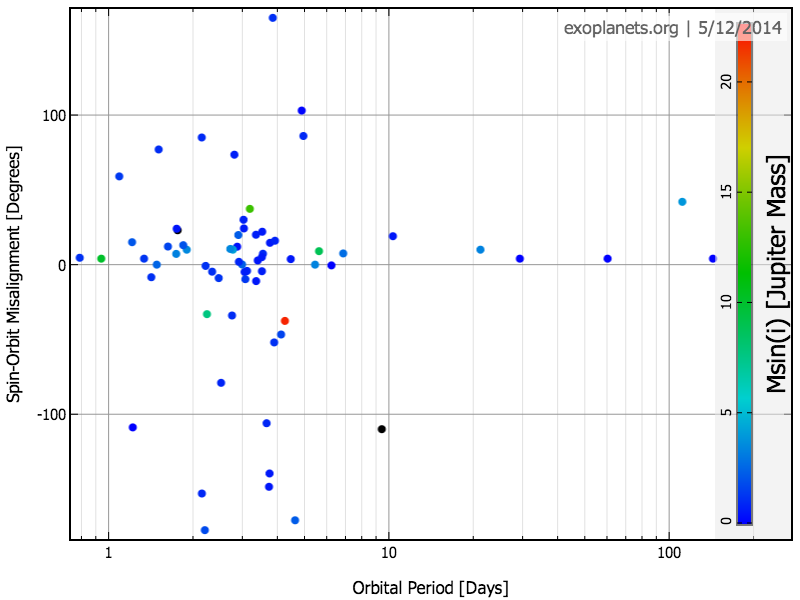 exoplanets.org | 5/12/2014
100
0
-100
Spin-Orbit Misalignment [Degrees]
1
10
100
Orbital Period [Days]
20
15
10
5
0
Msin(i) [Jupiter Mass]